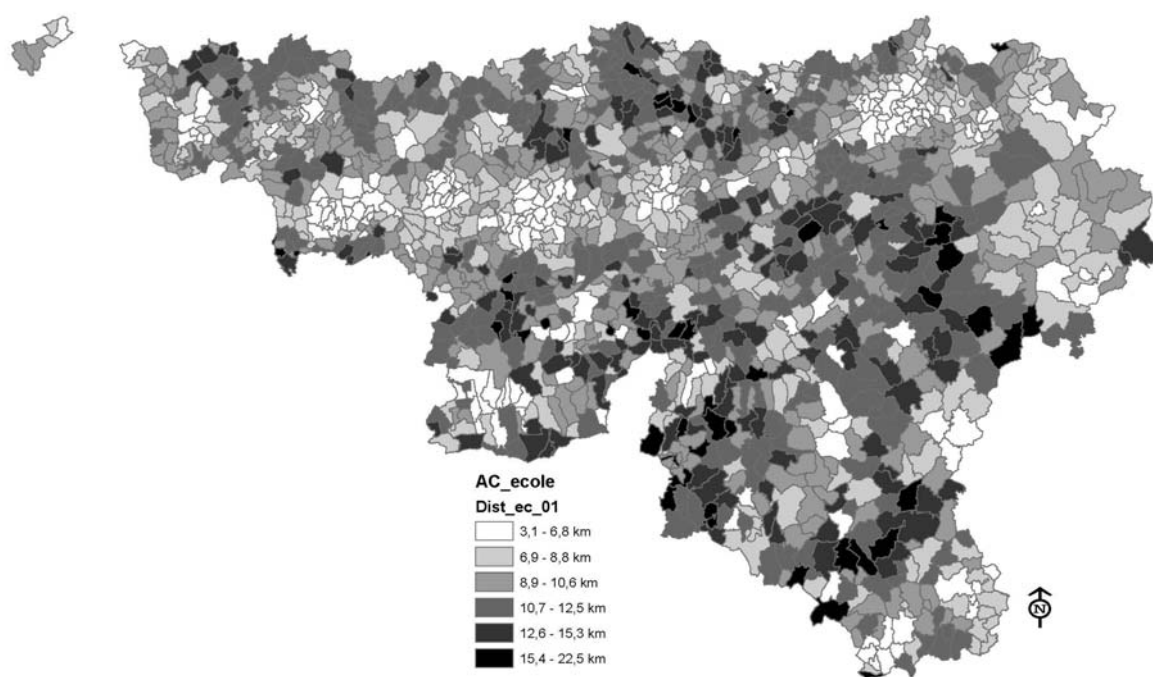 AC_ecole
Dist_ec_01
3,1 - 6,8 km
6,9 - 8,8 km
8,9 - 10,6 km
10,7 - 12,5 km
12,6 - 15,3 km
15,4 - 22,5 km
N